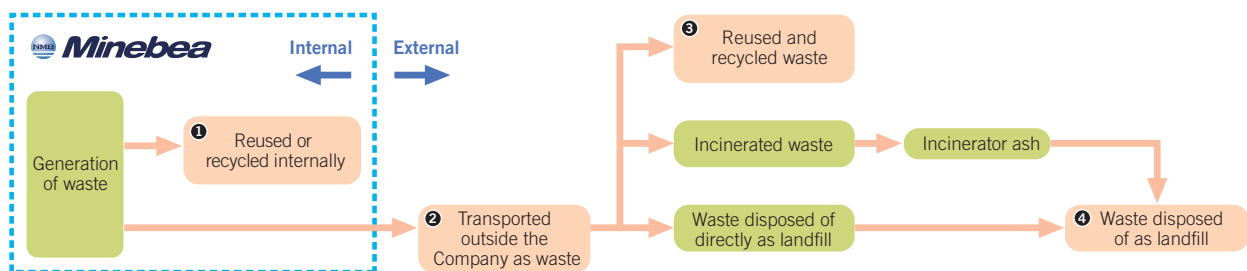 NMB
Minebea
Internal
External
Generation
of waste
1
Reused or
recycled internally
2
Transported
outside the
Company as waste
3
Reused and
recycled waste
Incinerated waste
Incinerator ash
Waste disposed of
directly as landfill
4
Waste disposed
of as landfill